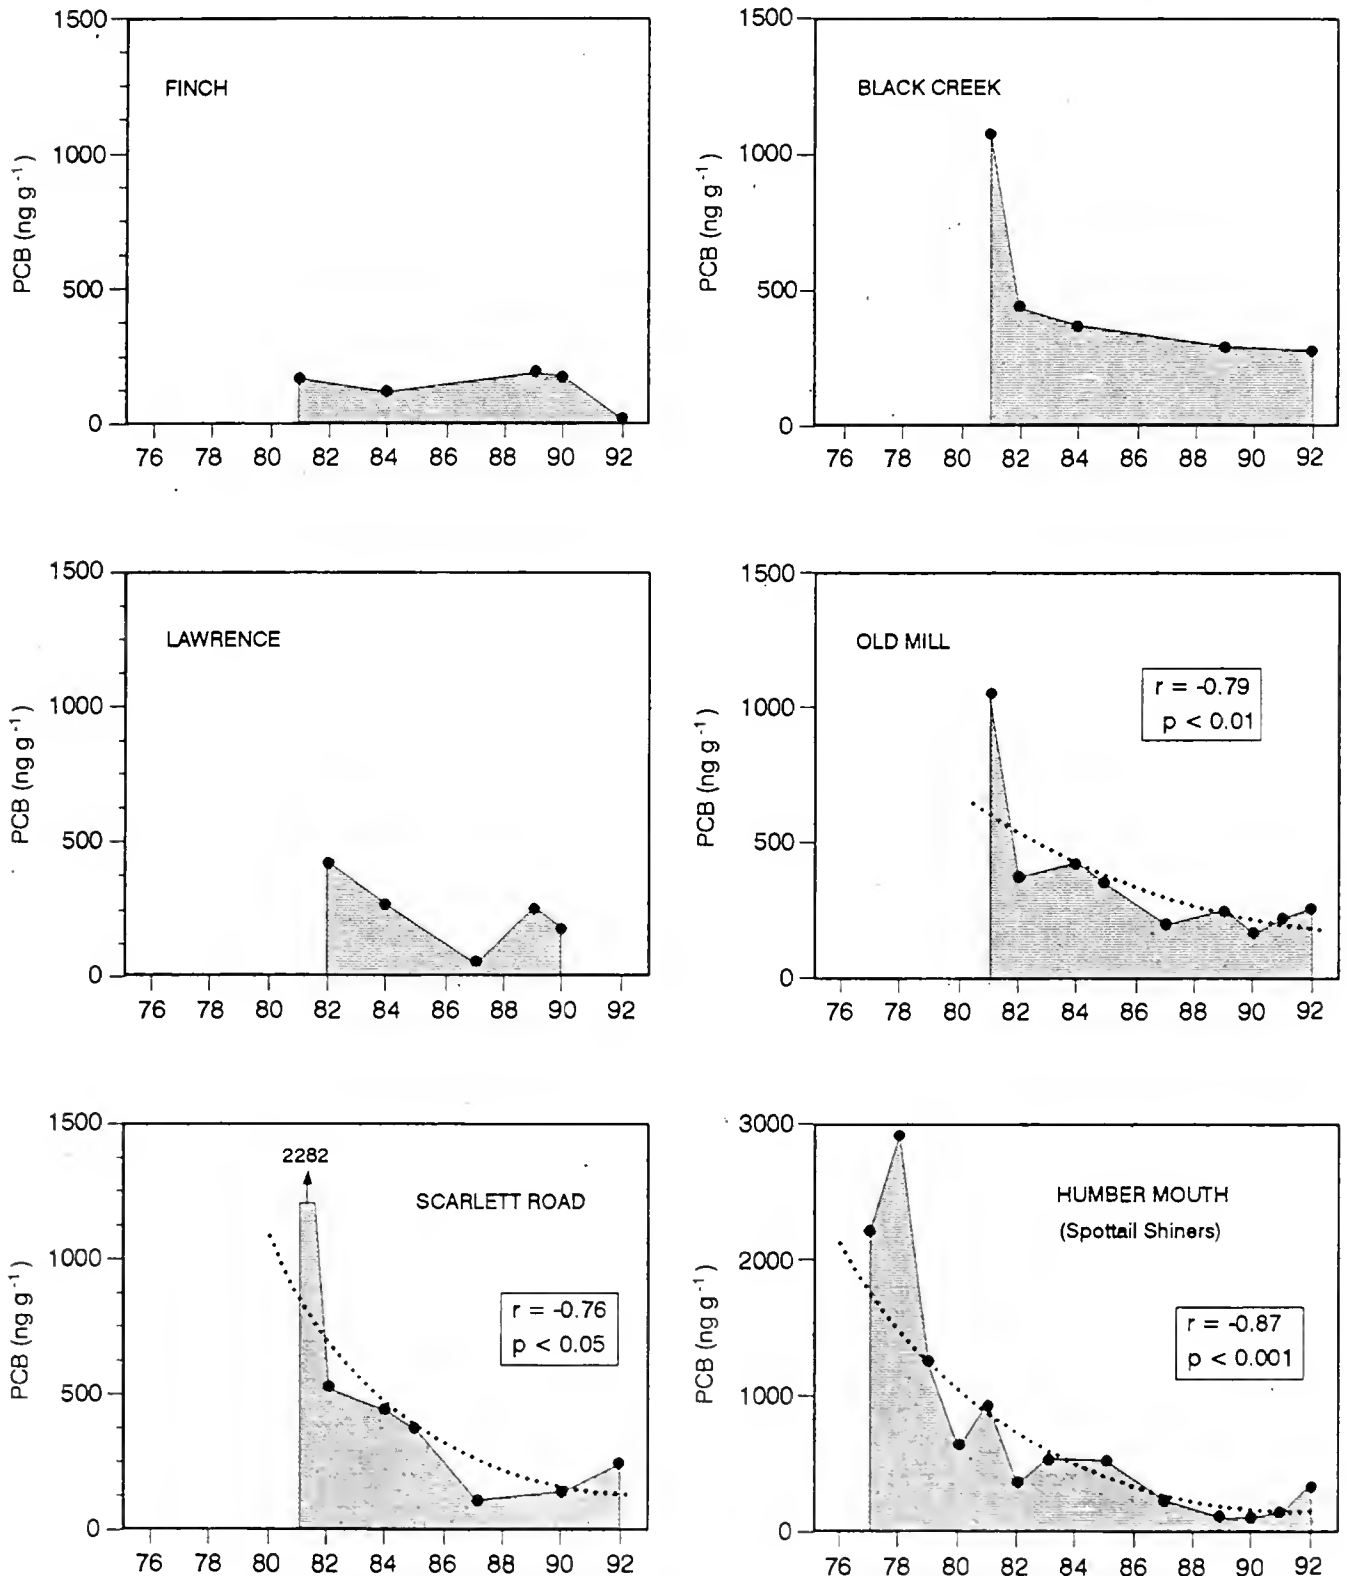 FINCH
PCB (ng g⁻¹)
1500
1000
500
0
76 78 80 82 84 86 88 90 92
BLACK CREEK
PCB (ng g⁻¹)
1500
1000
500
0
76 78 80 82 84 86 88 90 92
LAWRENCE
PCB (ng g⁻¹)
1500
1000
500
0
76 78 80 82 84 86 88 90 92
OLD MILL
r = -0.79
p < 0.01
PCB (ng g⁻¹)
1500
1000
500
0
76 78 80 82 84 86 88 90 92
2282
SCARLETT ROAD
r = -0.76
p < 0.05
PCB (ng g⁻¹)
1500
1000
500
0
76 78 80 82 84 86 88 90 92
HUMBER MOUTH
(Spottail Shiners)
r = -0.87
p < 0.001
PCB (ng g⁻¹)
3000
2000
1000
0
76 78 80 82 84 86 88 90 92